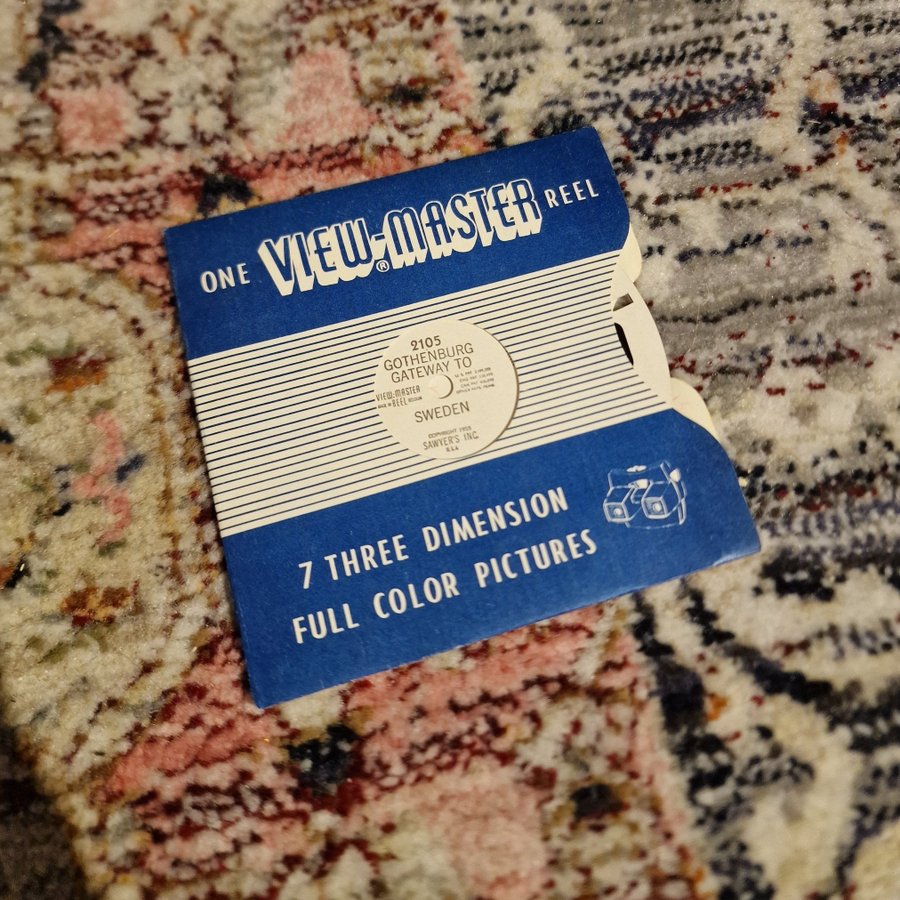 ONE VIEW-MASTER® REEL
2105
GOTHENBURG
GATEWAY TO
VIEW-MASTER
REEL
SWEDEN
COPYRIGHT 1955
SAWYER'S INC.
U.S.A.
7 THREE DIMENSION
FULL COLOR PICTURES